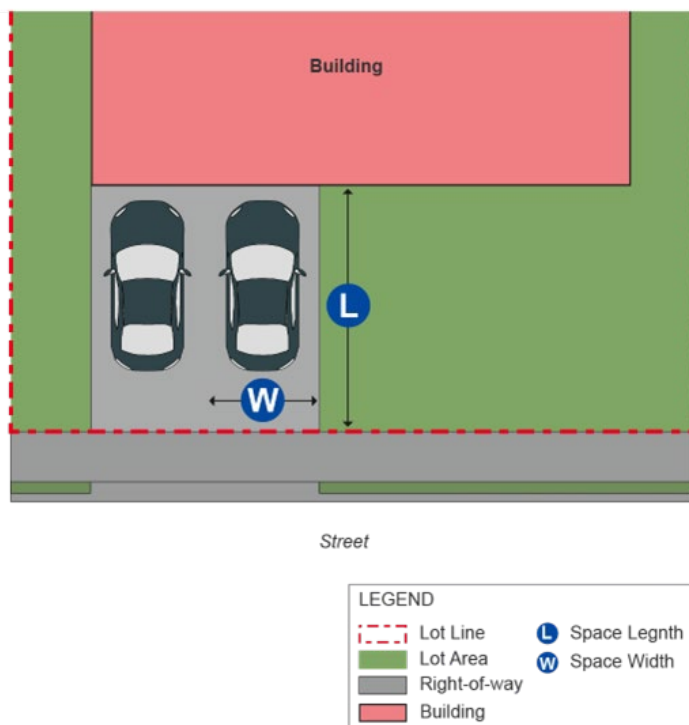 Building
L
W
Street
LEGEND
Lot Line
L Space Legnth
Lot Area
W Space Width
Right-of-way
Building